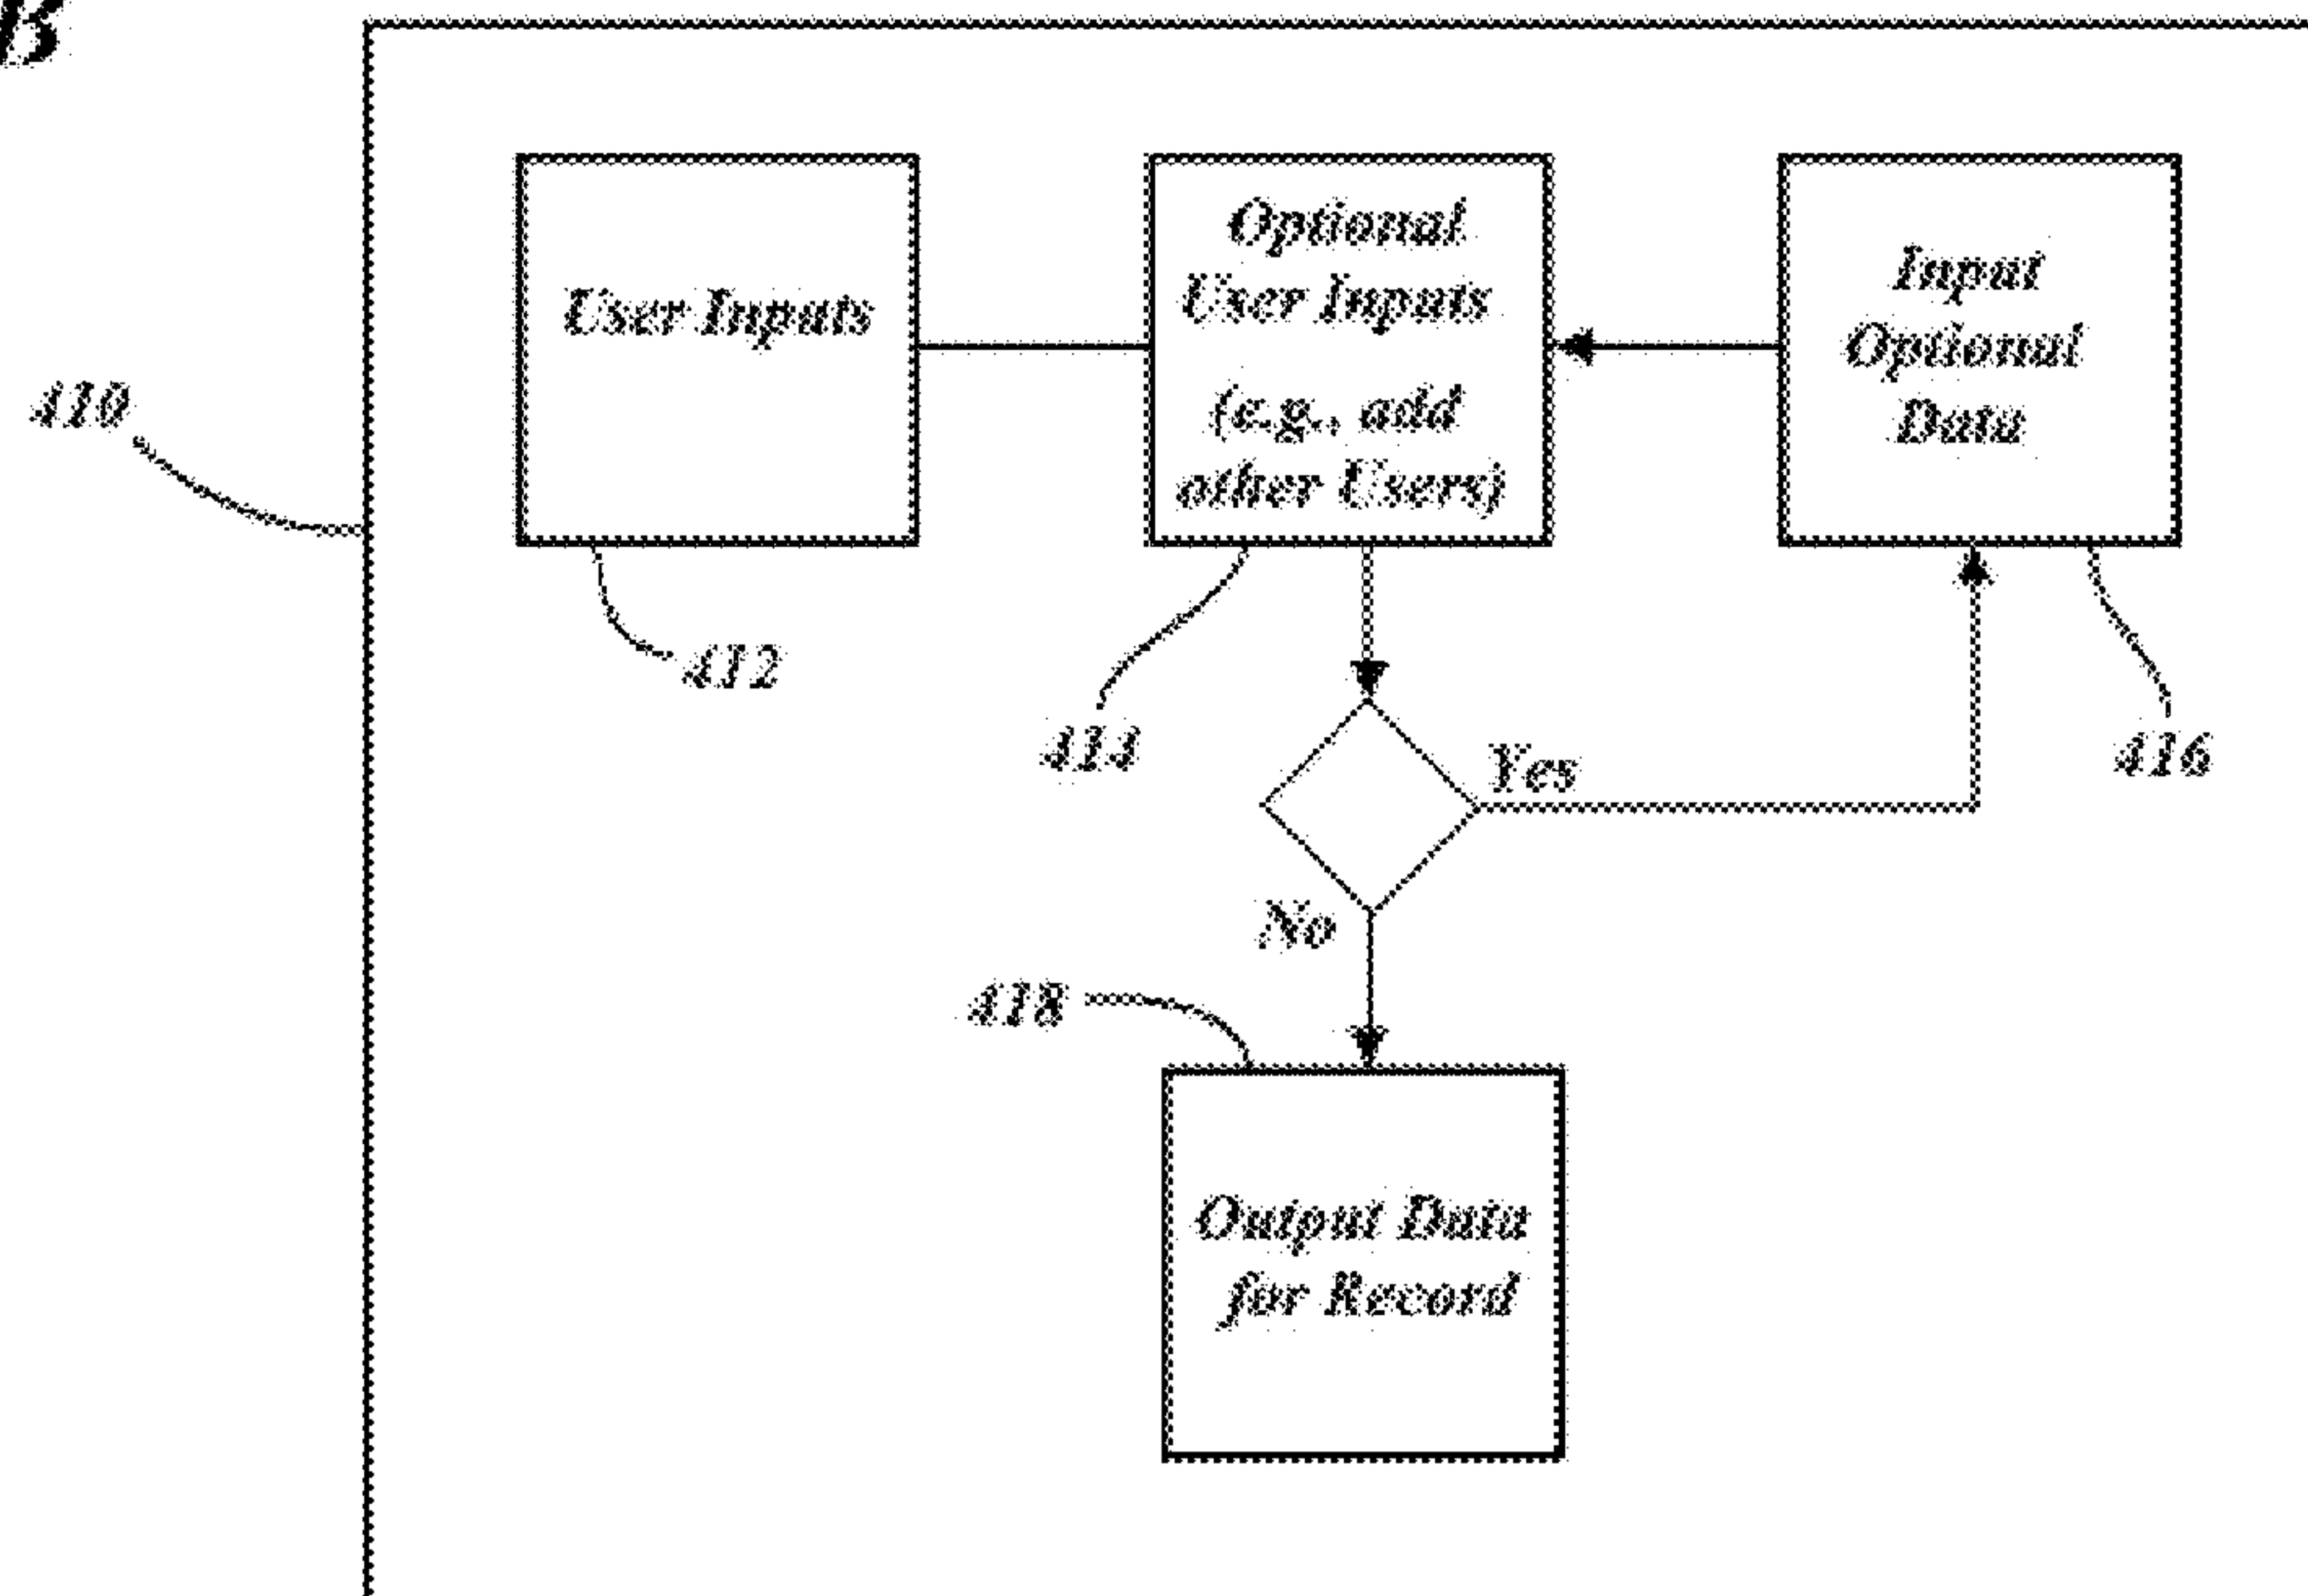 B
User Inputs
Optional
User Inputs
(e.g., add
other Users)
Input
Optional
Data
410
412
414
416
Yes
No
418
Output Data
for Record